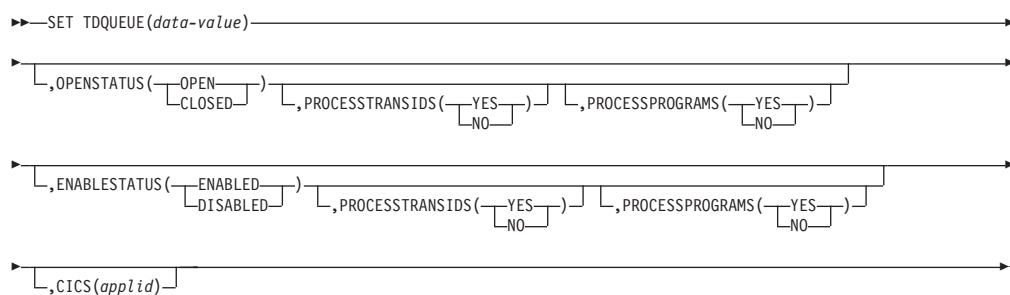 SET TDQUEUE(data-value)
,OPENSTATUS( OPEN ) ,PROCESSTRANSIDS( YES ) ,PROCESSPROGRAMS( YES )
CLOSED NO NO
,ENABLESTATUS( ENABLED ) ,PROCESSTRANSIDS( YES ) ,PROCESSPROGRAMS( YES )
DISABLED NO NO
,CICS(applid)